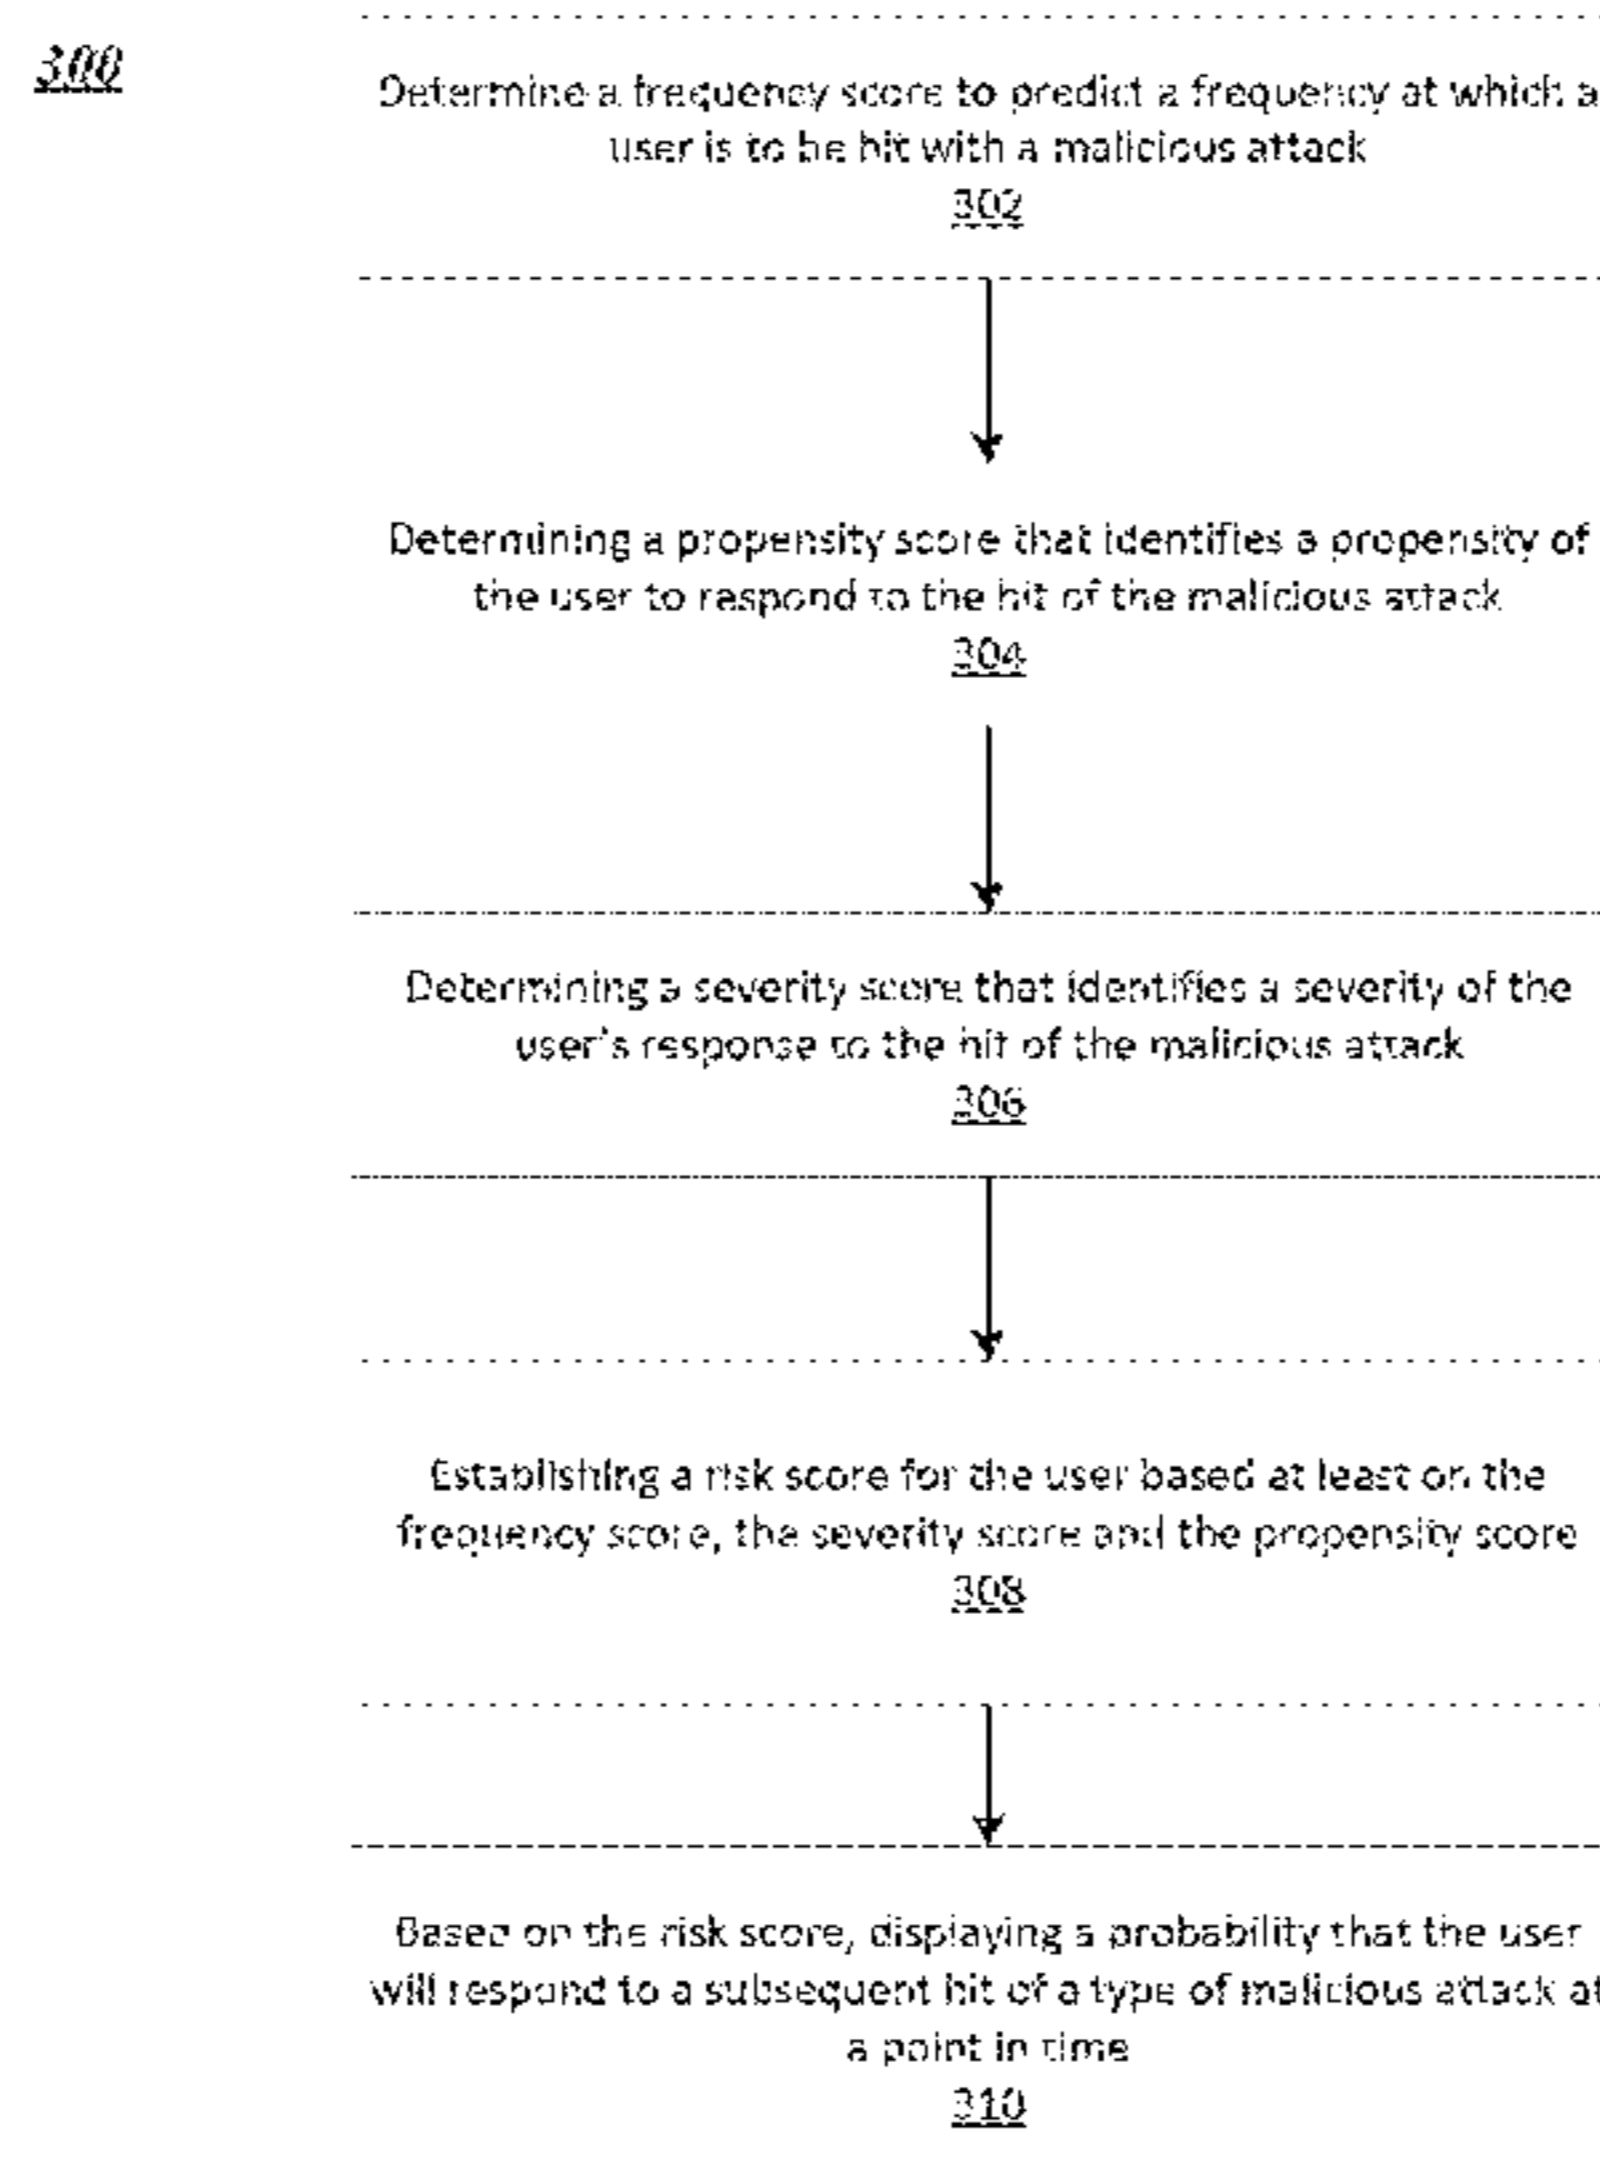 300
Determine a frequency score to predict a frequency at which a
user is to be hit with a malicious attack
302
Determining a propensity score that identifies a propensity of
the user to respond to the hit of the malicious attack
304
Determining a severity score that identifies a severity of the
user's response to the hit of the malicious attack
306
Establishing a risk score for the user based at least on the
frequency score, the severity score and the propensity score
308
Based on the risk score, displaying a probability that the user
will respond to a subsequent hit of a type of malicious attack at
a point in time
310